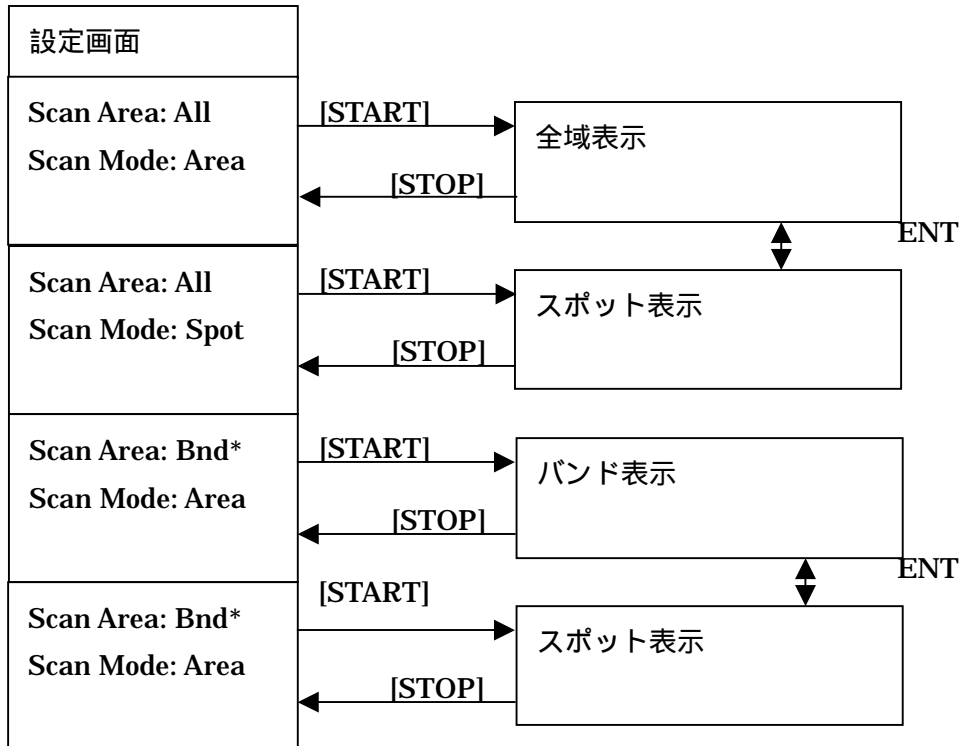 設定画面
Scan Area: All
Scan Mode: Area
[START]
[STOP]
全域表示
ENT
Scan Area: All
Scan Mode: Spot
[START]
[STOP]
スポット表示
Scan Area: Bnd*
Scan Mode: Area
[START]
[STOP]
バンド表示
ENT
Scan Area: Bnd*
Scan Mode: Area
[START]
[STOP]
スポット表示